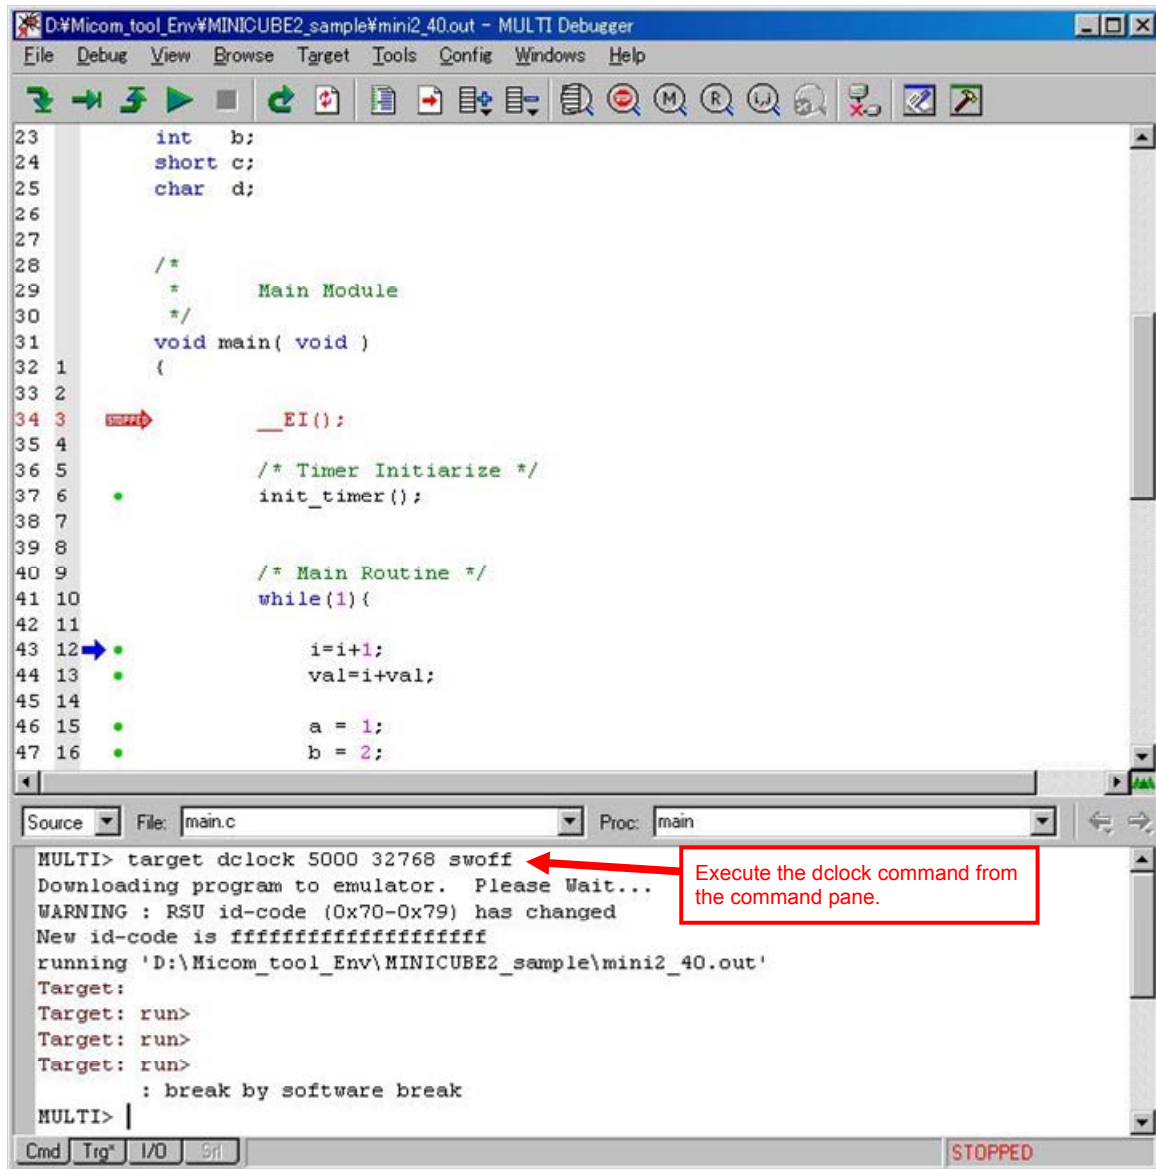 D:¥Micom_tool_Env¥MINICUBE2_sample¥mini2_40.out - MULTI Debugger
File Debug View Browse Target Tools Config Windows Help
23 int b;
24 short c;
25 char d;
26
27
28 /*
29 * Main Module
30 */
31 void main( void )
32 1 {
33 2
34 3 STOPPED __EI();
35 4
36 5 /* Timer Initiarize */
37 6 init_timer();
38 7
39 8
40 9 /* Main Routine */
41 10 while(1){
42 11
43 12 i=i+1;
44 13 val=i+val;
45 14
46 15 a = 1;
47 16 b = 2;
Source File: main.c Proc: main
MULTI> target dclock 5000 32768 swoff
Execute the dclock command from
the command pane.
Downloading program to emulator. Please Wait...
WARNING : RSU id-code (0x70-0x79) has changed
New id-code is ffffffffffffffffffff
running 'D:\Micom_tool_Env\MINICUBE2_sample\mini2_40.out'
Target:
Target: run>
Target: run>
Target: run>
: break by software break
MULTI>
Cmd Trg* I/O Srl STOPPED